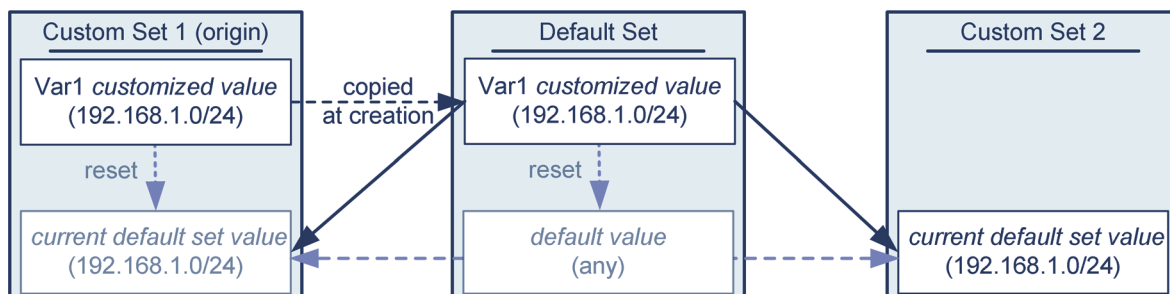 Custom Set 1 (origin)
Var1 customized value
(192.168.1.0/24)
reset
current default set value
(192.168.1.0/24)
copied
at creation
Default Set
Var1 customized value
(192.168.1.0/24)
reset
default value
(any)
Custom Set 2
current default set value
(192.168.1.0/24)